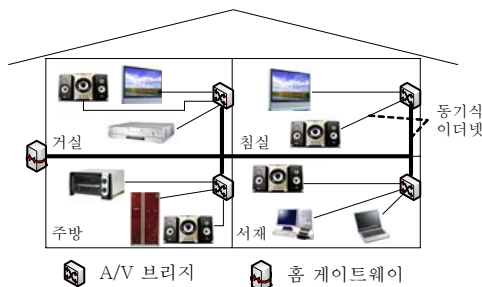 거실
침실
동기식
이더넷
주방
서재
A/V 브리지
홈 게이트웨이